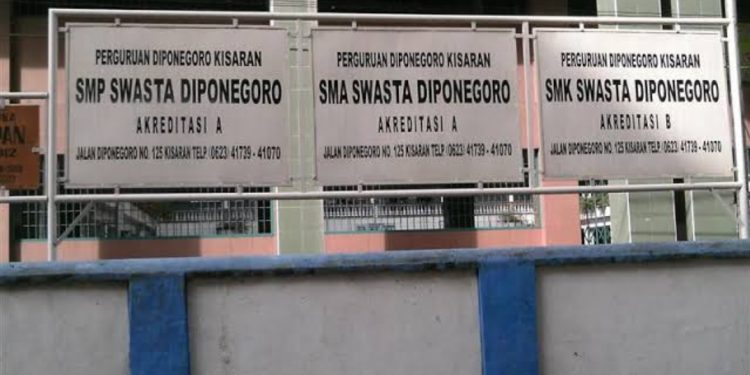 PERGURUAN DIPONEGORO KISARAN
SMP SWASTA DIPONEGORO
AKREDITASI A
JALAN DIPONEGORO NO. 125 KISARAN TELP. (0623) 41739 - 41070
PERGURUAN DIPONEGORO KISARAN
SMA SWASTA DIPONEGORO
AKREDITASI A
JALAN DIPONEGORO NO. 125 KISARAN TELP. (0623) 41739 - 41070
PERGURUAN DIPONEGORO KISARAN
SMK SWASTA DIPONEGORO
AKREDITASI B
JALAN DIPONEGORO NO. 125 KISARAN TELP. (0623) 41739 - 41070